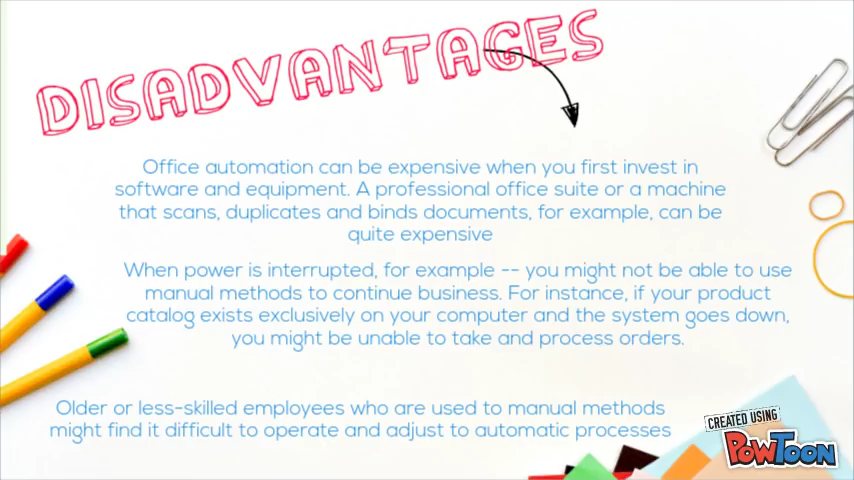 DISADVANTAGES
Office automation can be expensive when you first invest in
software and equipment. A professional office suite or a machine
that scans, duplicates and binds documents, for example, can be
quite expensive
When power is interrupted, for example -- you might not be able to use
manual methods to continue business. For instance, if your product
catalog exists exclusively on your computer and the system goes down,
you might be unable to take and process orders.
Older or less-skilled employees who are used to manual methods
might find it difficult to operate and adjust to automatic processes
CREATED USING
POWTOON